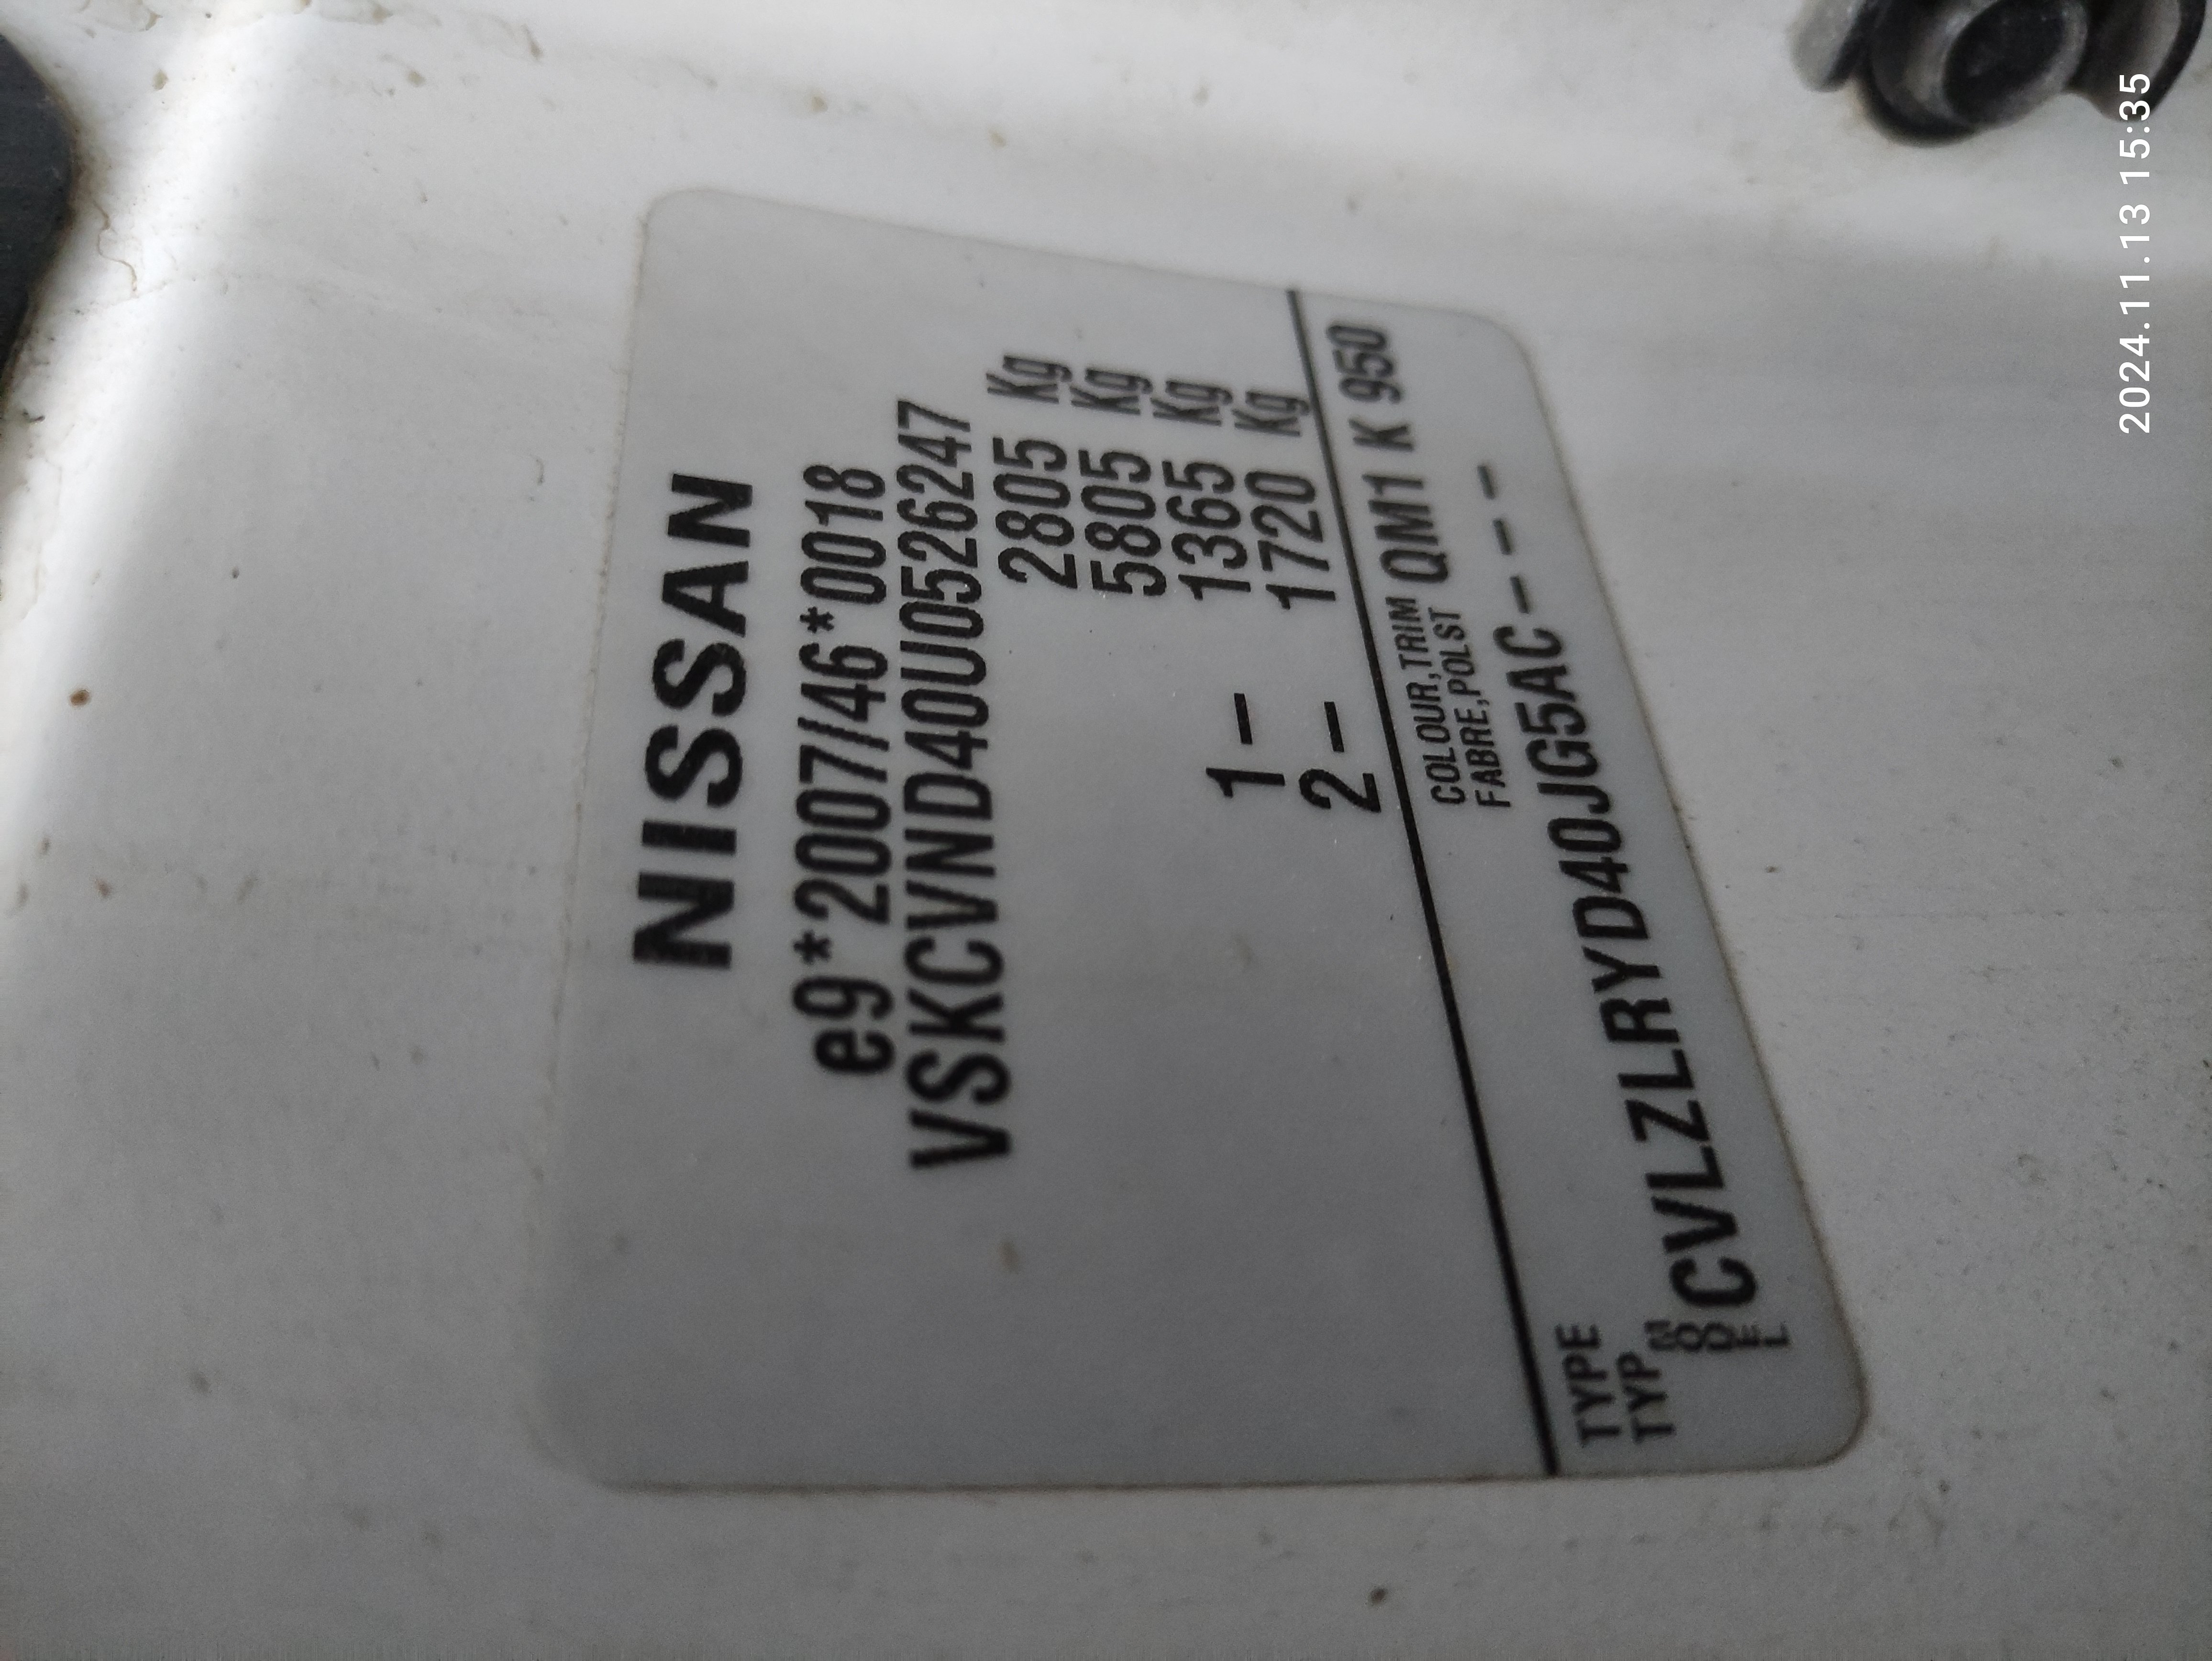 NISSAN
e9*2007/46*0018
VSKCVND40U0526247
2805 Kg
5805 Kg
1- 1365 Kg
2- 1720 Kg
TYPE
TYP
COLOUR,TRIM
FABRE,POLST
QM1 K 950
MODEL
CVLZLRYD40JG5AC----
2024.11.13 15:35